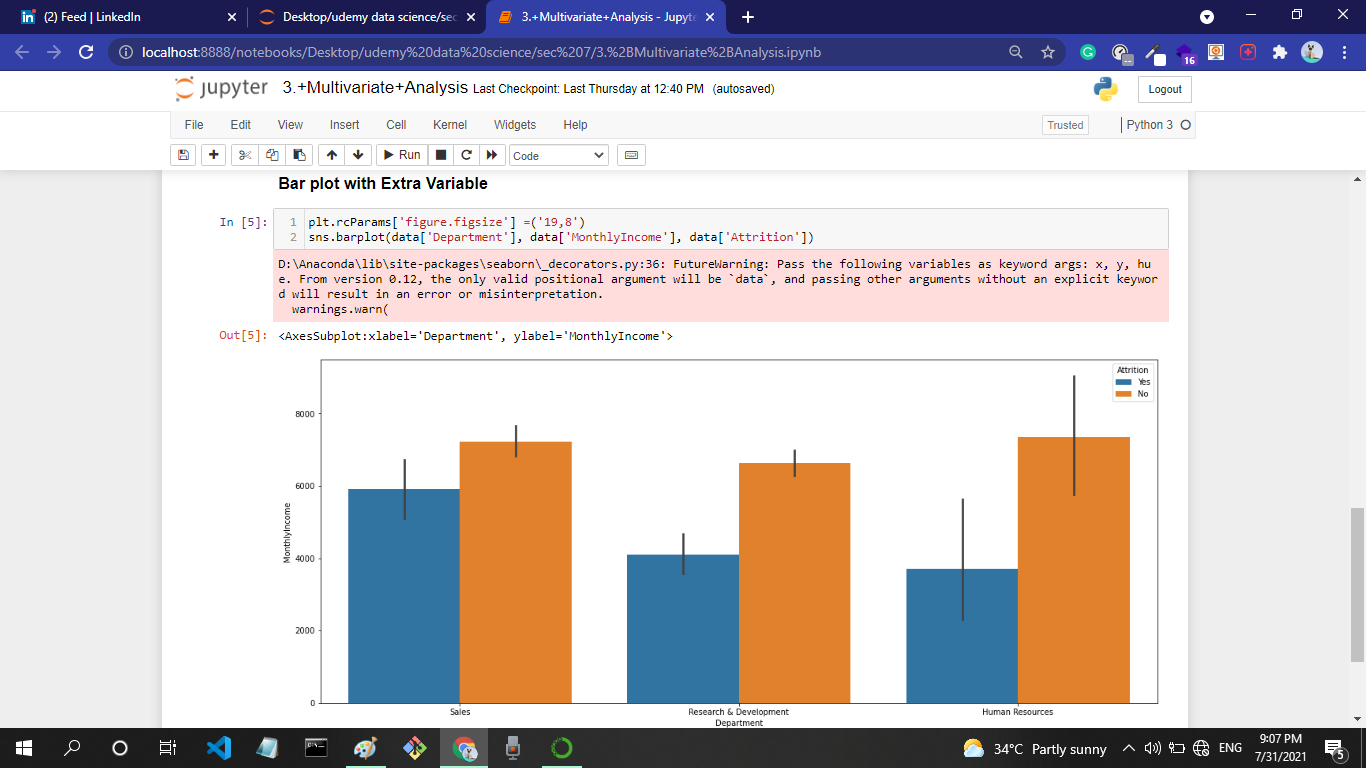 (2) Feed | LinkedIn
Desktop/udemy data science/sec
3.+Multivariate+Analysis - Jupyte
localhost:8888/notebooks/Desktop/udemy%20data%20science/sec%207/3.%2BMultivariate%2BAnalysis.ipynb
16
jupyter 3.+Multivariate+Analysis Last Checkpoint: Last Thursday at 12:40 PM (autosaved)
Logout
File Edit View Insert Cell Kernel Widgets Help
Trusted
Python 3
Run
Code
Bar plot with Extra Variable
In [5]:
1 plt.rcParams['figure.figsize'] =('19,8')
2 sns.barplot(data['Department'], data['MonthlyIncome'], data['Attrition'])
D:\Anaconda\lib\site-packages\seaborn\_decorators.py:36: FutureWarning: Pass the following variables as keyword args: x, y, hu
e. From version 0.12, the only valid positional argument will be `data`, and passing other arguments without an explicit keywor
d will result in an error or misinterpretation.
warnings.warn(
Out[5]: <AxesSubplot:xlabel='Department', ylabel='MonthlyIncome'>
Attrition
Yes
No
8000
6000
4000
2000
0
MonthlyIncome
Sales
Research & Development
Human Resources
Department
34°C Partly sunny
ENG
9:07 PM
7/31/2021
5